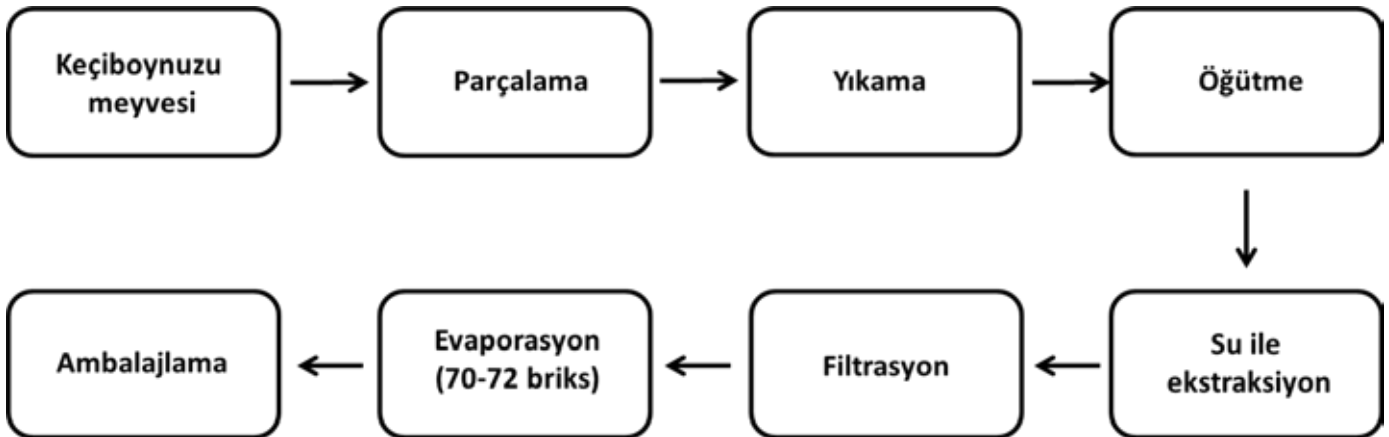 Keçiboynuzu
meyvesi
Parçalama
Yıkama
Öğütme
Su ile
ekstraksiyon
Filtrasyon
Evaporasyon
(70-72 briks)
Ambalajlama